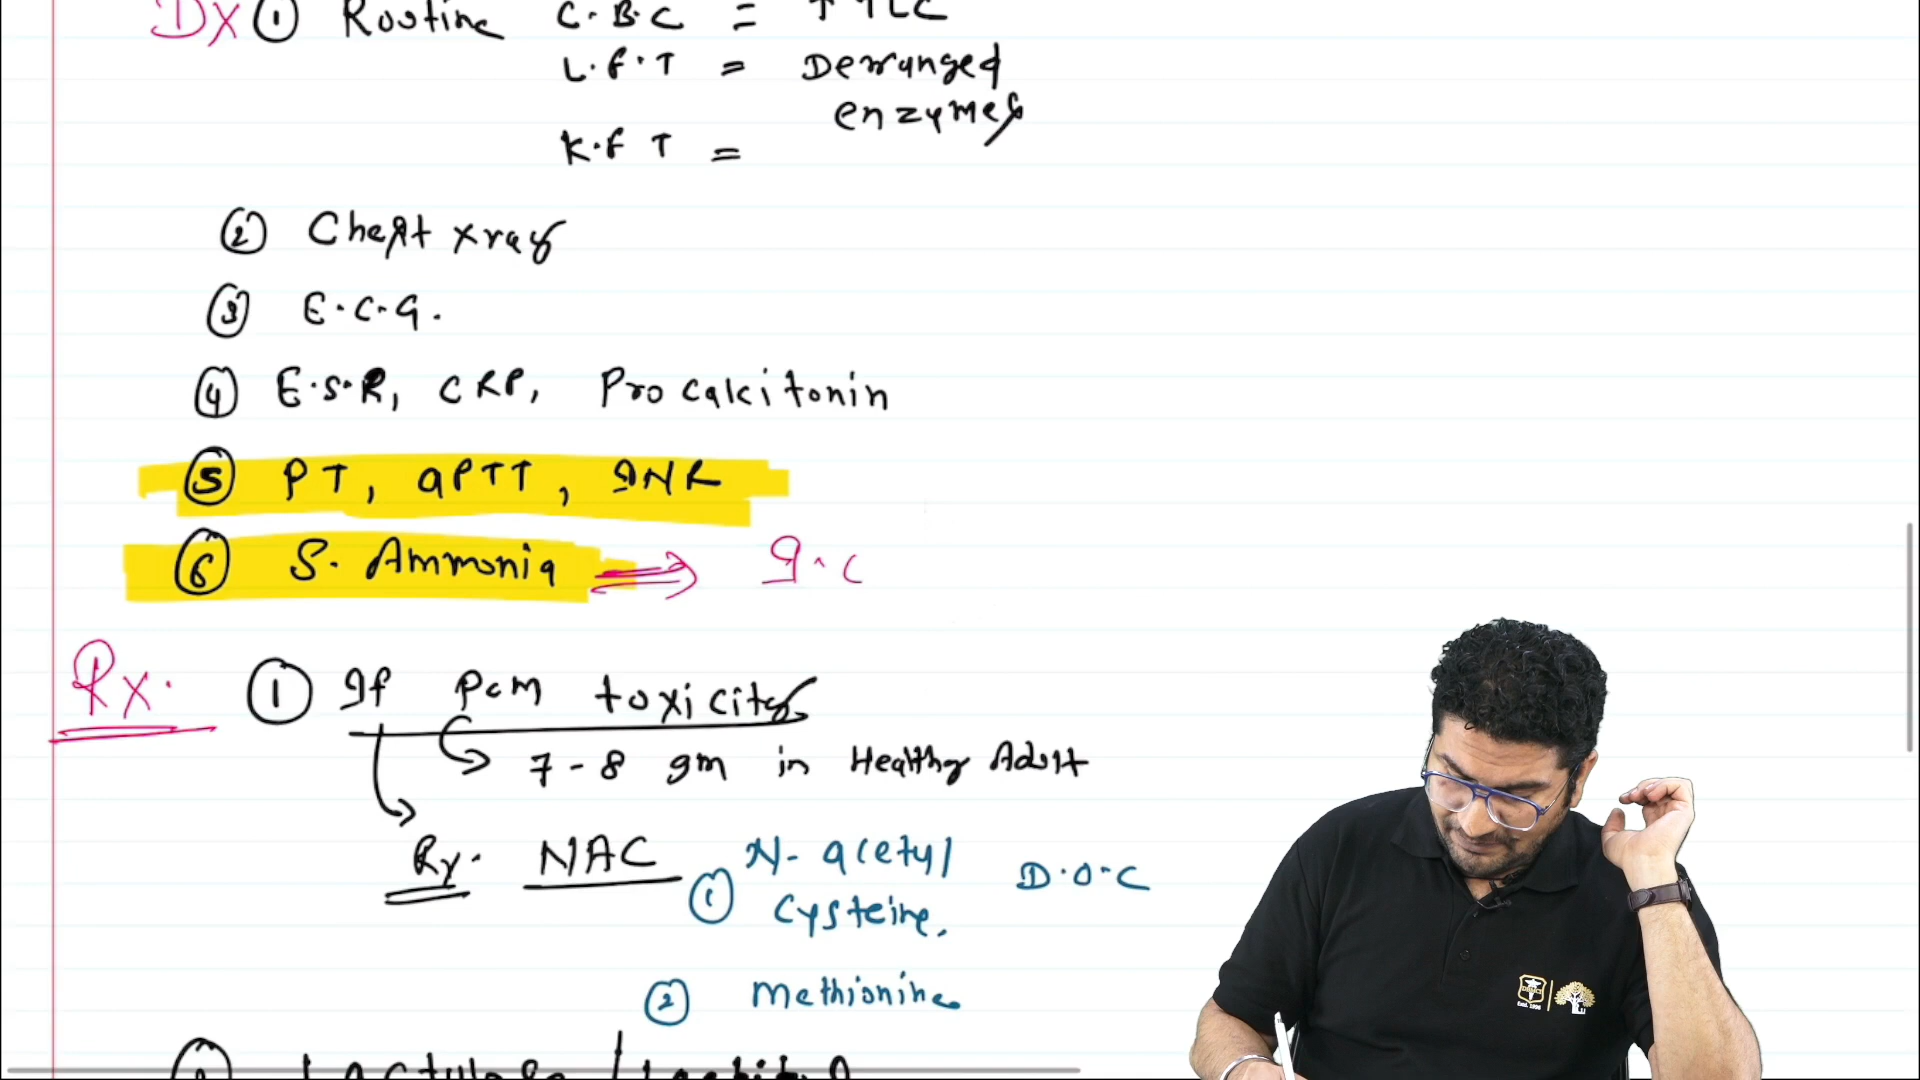 Dx ① Routine C.B.C = ↑ TLC
L.F.T = Deranged
enzymes
K.F.T =
② Chest xray
③ E.C.G.
④ E.S.R, CRP, Procalcitonin
⑤ PT, aPTT, INR
⑥ S. Ammonia ⇒ I.C
Rx. ① If PCM toxicity
7-8 gm in Healthy Adult
Rx. NAC ① N-acetyl D.O.C
Cysteine.
② Methionine
Lactulose /